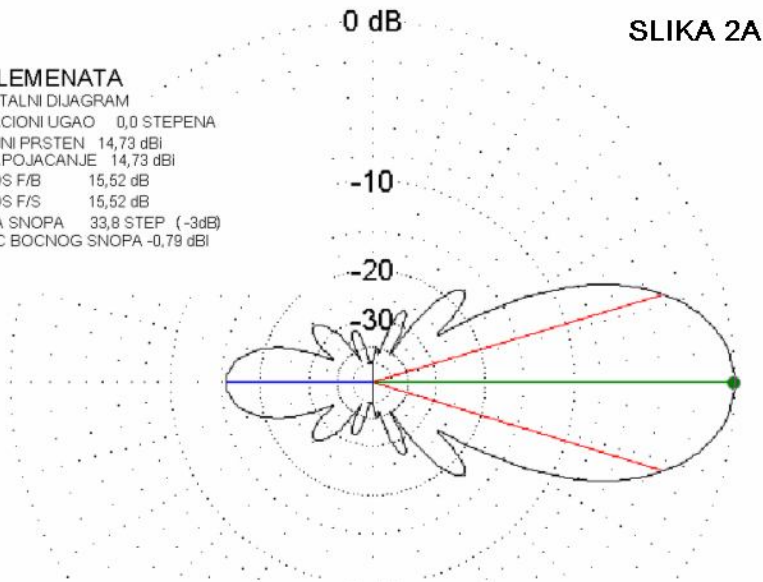 0 dB
SLIKA 2A
LEMENATA
TALNI DIJAGRAM
CIONI UGAO 0,0 STEPENA
NI PRSTEN 14,73 dBi
POJACANJE 14,73 dBi
OS F/B 15,52 dB
OS F/S 15,52 dB
A SNOPA 33,8 STEP (-3dB)
C BOCNOG SNOPA -0,79 dBI
-10
-20
-30